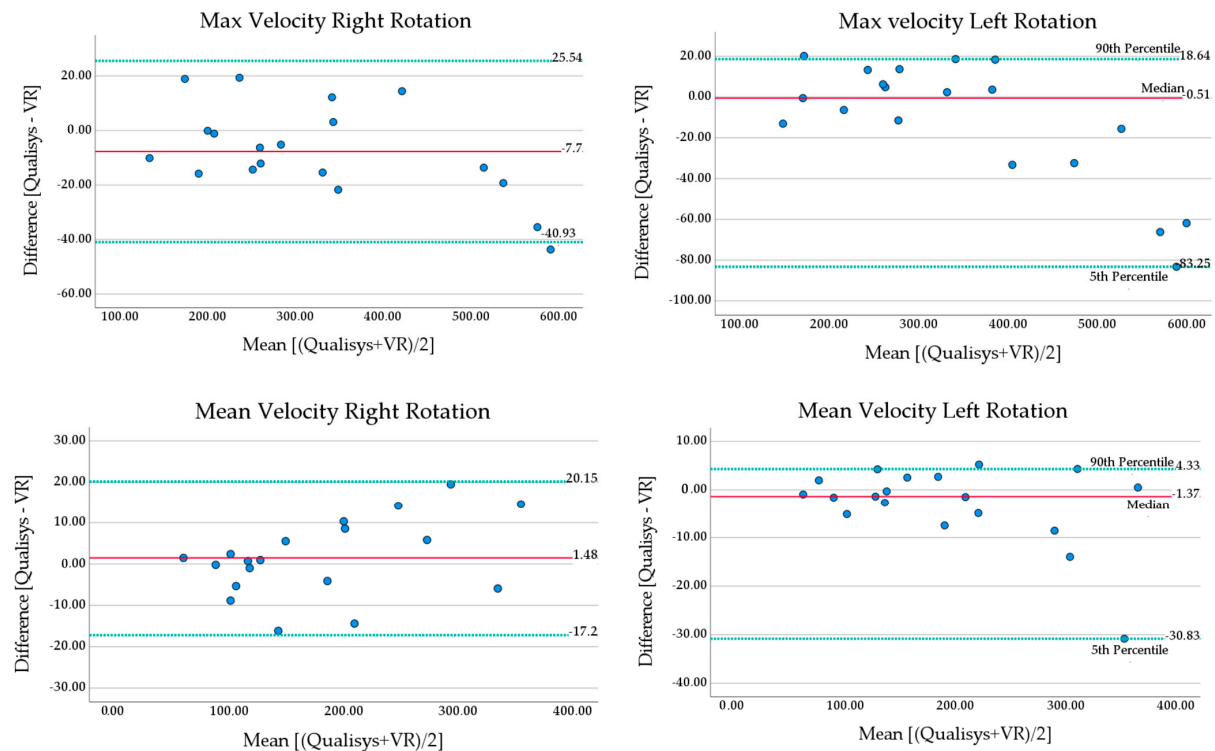 Max Velocity Right Rotation
Difference [Qualisys - VR]
25.54
20.00
0.00
-7.7
-20.00
-40.93
-40.00
-60.00
100.00 200.00 300.00 400.00 500.00 600.00
Mean [(Qualisys+VR)/2]
Max velocity Left Rotation
Difference [Qualisys - VR]
90th Percentile
18.64
20.00
Median
-0.51
0.00
-20.00
-40.00
-60.00
-83.25
-80.00
5th Percentile
-100.00
100.00 200.00 300.00 400.00 500.00 600.00
Mean [(Qualisys+VR)/2]
Mean Velocity Right Rotation
Difference [Qualisys - VR]
30.00
20.15
20.00
10.00
1.48
0.00
-10.00
-17.2
-20.00
-30.00
0.00 100.00 200.00 300.00 400.00
Mean [(Qualisys+VR)/2]
Mean Velocity Left Rotation
Difference [Qualisys - VR]
10.00
90th Percentile
4.33
0.00
-1.37
Median
-10.00
-20.00
-30.00
-30.83
5th Percentile
-40.00
0.00 100.00 200.00 300.00 400.00
Mean [(Qualisys+VR)/2]